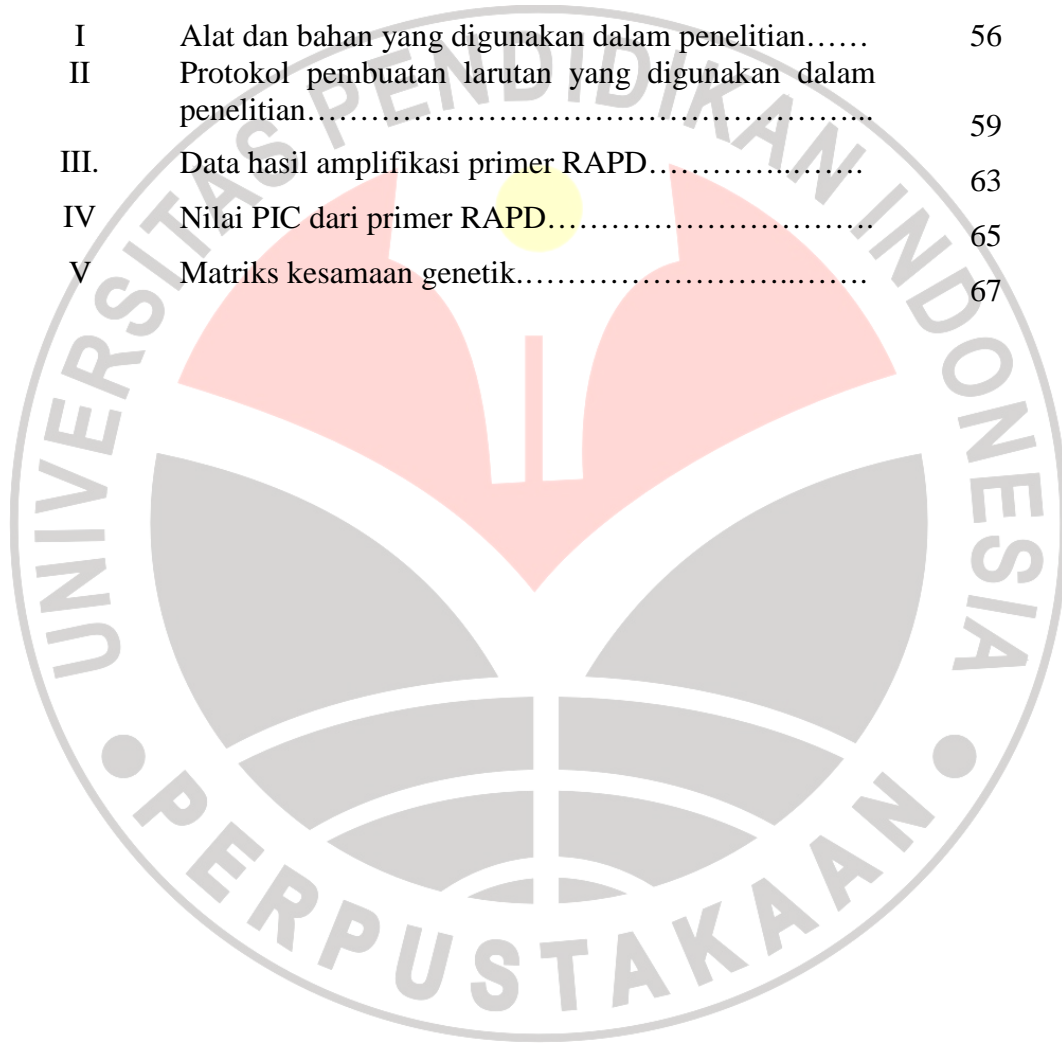 I Alat dan bahan yang digunakan dalam penelitian…… 56
II Protokol pembuatan larutan yang digunakan dalam
penelitian…………………………………………….. 59
III. Data hasil amplifikasi primer RAPD…………..……. 63
IV Nilai PIC dari primer RAPD…………………………. 65
V Matriks kesamaan genetik.……………………..……. 67
UNIVERSITAS PENDIDIKAN INDONESIA
PERPUSTAKAAN